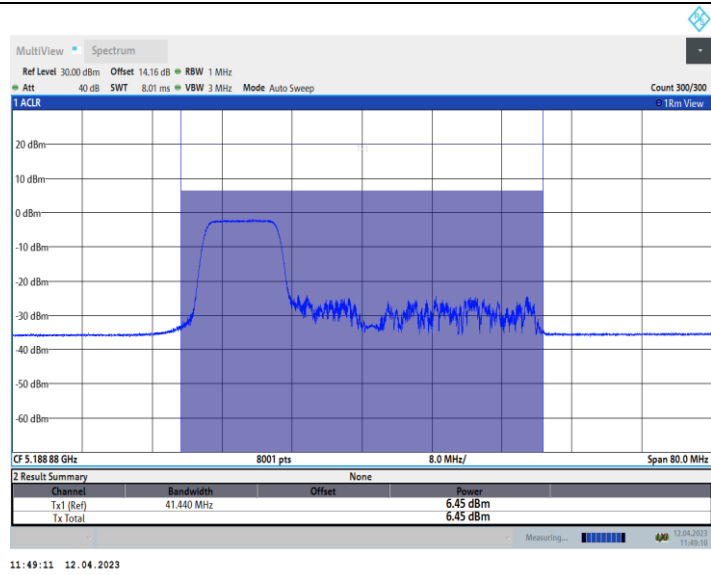 MultiView Spectrum
Ref Level 30.00 dBm Offset 14.16 dB RBW 1 MHz
Att 40 dB SWT 8.01 ms VBW 3 MHz Mode Auto Sweep Count 300/300
1 ACLR 1Rm View
20 dBm
10 dBm
0 dBm
-10 dBm
-20 dBm
-30 dBm
-40 dBm
-50 dBm
-60 dBm
CF 5.188 88 GHz 8001 pts 8.0 MHz/ Span 80.0 MHz
2 Result Summary None
Channel Bandwidth Offset Power
Tx1 (Ref) 41.440 MHz 6.45 dBm
Tx Total 6.45 dBm
Measuring... 12.04.2023
11:49:10
11:49:11 12.04.2023